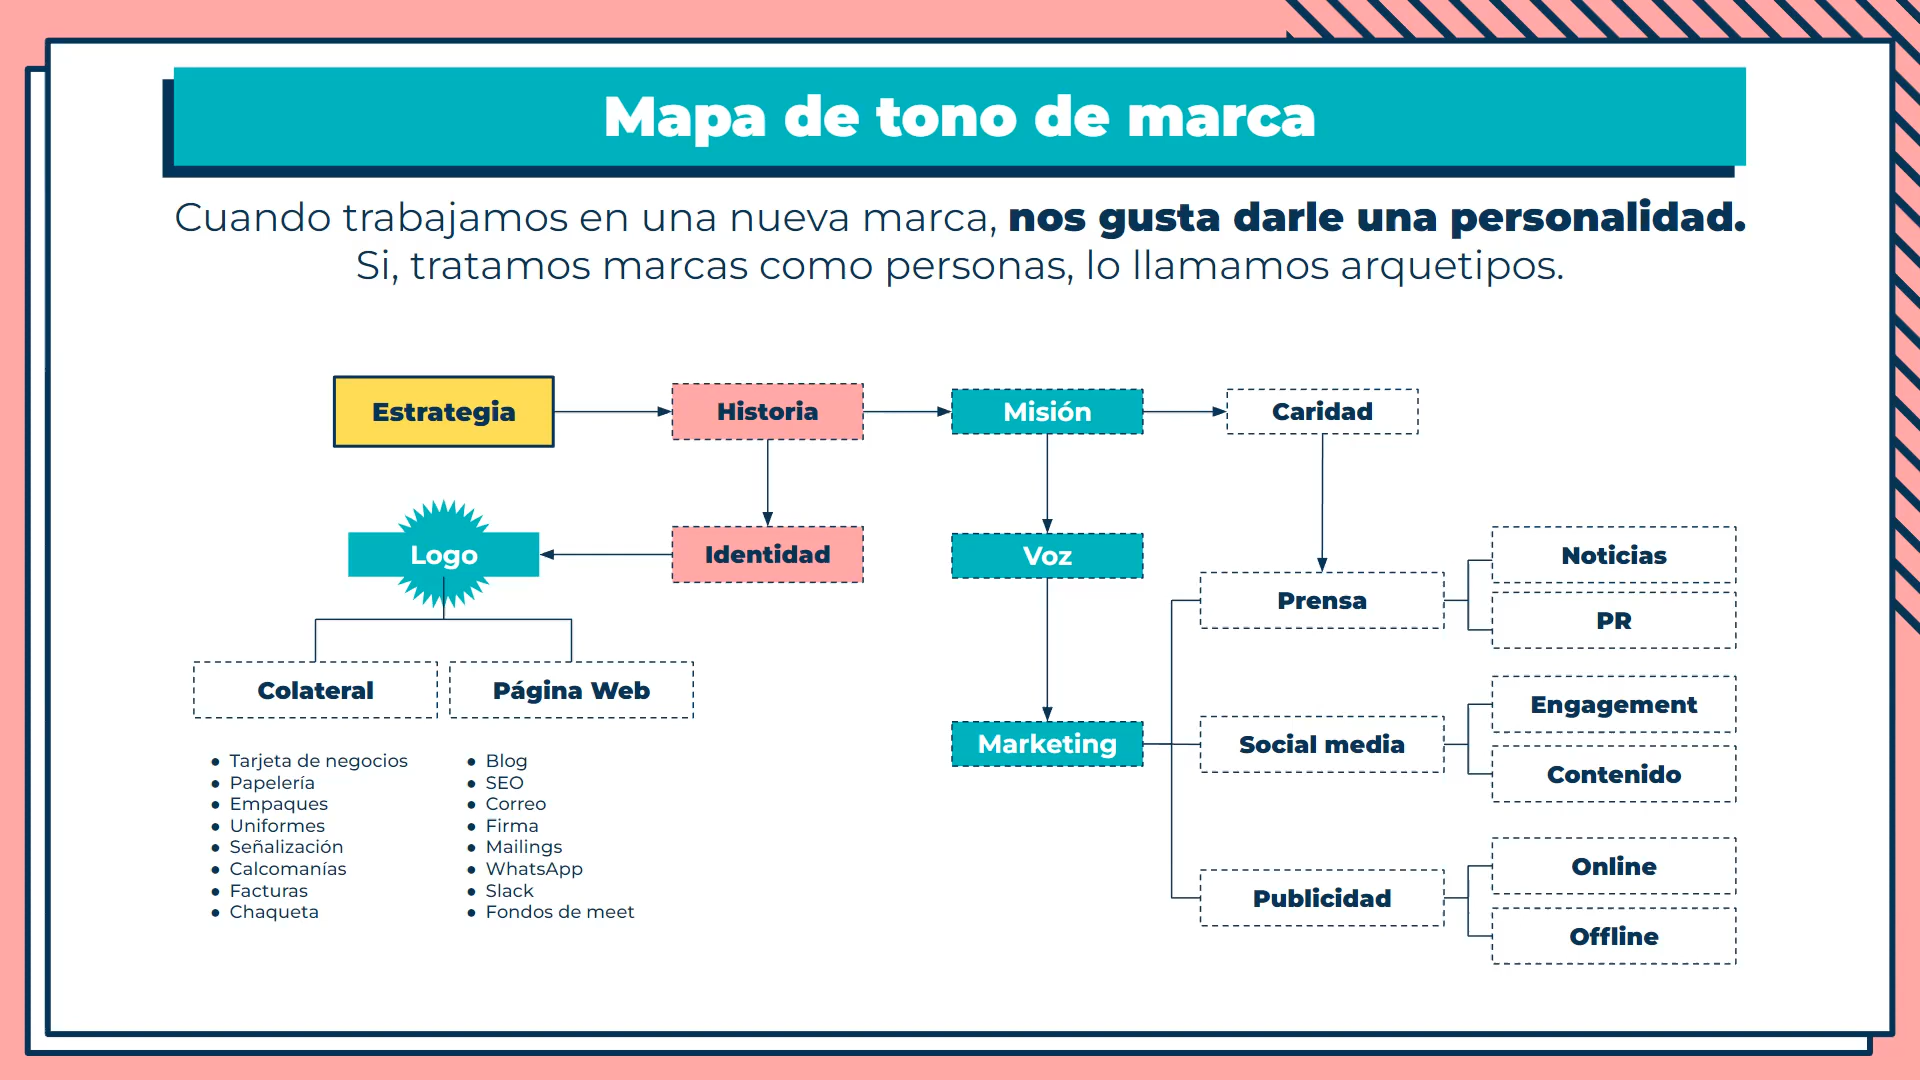 Mapa de tono de marca
Cuando trabajamos en una nueva marca, nos gusta darle una personalidad.
Si, tratamos marcas como personas, lo llamamos arquetipos.
Estrategia
Historia
Misión
Caridad
Logo
Identidad
Voz
Prensa
Noticias
PR
Colateral
Página Web
Marketing
Social media
Engagement
Contenido
Publicidad
Online
Offline
● Tarjeta de negocios
● Papelería
● Empaques
● Uniformes
● Señalización
● Calcomanías
● Facturas
● Chaqueta
● Blog
● SEO
● Correo
● Firma
● Mailings
● WhatsApp
● Slack
● Fondos de meet